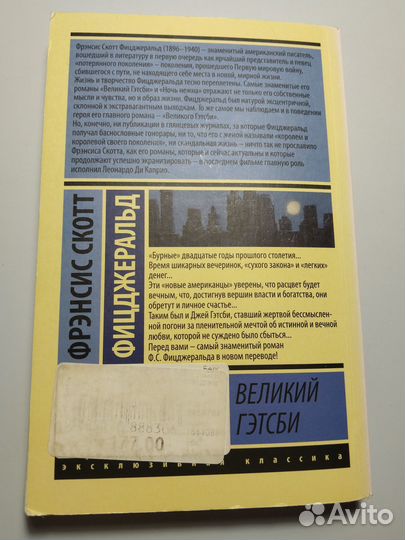 Фрэнсис Скотт Фицджеральд (1896–1940) – знаменитый американский писатель,
вошедший в литературу в первую очередь как ярчайший представитель и певец
«потерянного поколения» – поколения, прошедшего Первую мировую войну,
сбившегося с пути, не находящего себе места в новой, мирной жизни.
Жизнь и творчество Фицджеральда тесно переплетены. Самые знаменитые его
романы «Великий Гэтсби» и «Ночь нежна» отражают не только его собственные
мысли и чувства, но и образ жизни. Фицджеральд был натурой эксцентричной,
склонной к экстравагантным выходкам. То же самое мы наблюдаем и в поведении
героя его главного романа – «Великого Гэтсби».
Но, конечно, ни публикации в глянцевых журналах, за которые Фицджеральд
получал баснословные гонорары, ни то, что его с женой называли «королем и
королевой своего поколения», ни скандальная жизнь – ничто так не прославило
Фрэнсиса Скотта, как его романы, которые и сейчас актуальны и которые
продолжают успешно экранизировать – в последнем фильме главную роль
исполнил Леонардо Ди Каприо.
ФРЭНСИС СКОТТ
ФИЦДЖЕРАЛЬД
«Бурные» двадцатые годы прошлого столетия...
Время шикарных вечеринок, «сухого закона» и «легких»
денег...
Эти «новые американцы» уверены, что расцвет будет
вечным, что, достигнув вершин власти и богатства, они
обретут и личное счастье...
Таким был и Джей Гэтсби, ставший жертвой бессмыслен-
ной погони за пленительной мечтой об истинной и вечной
любви, которой не суждено было сбыться...
Перед вами – самый знаменитый роман
Ф.С. Фицджеральда в новом переводе!
ВЕЛИКИЙ
ГЭТСБИ
эксклюзивная классика
Avito